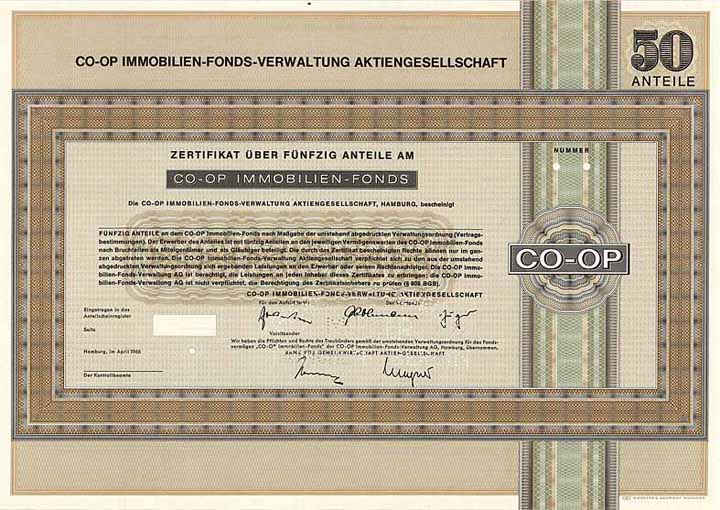 CO-OP IMMOBILIEN-FONDS-VERWALTUNG AKTIENGESELLSCHAFT
50
ANTEILE
ZERTIFIKAT ÜBER FÜNFZIG ANTEILE AM
NUMMER
CO-OP IMMOBILIEN-FONDS
Die CO-OP IMMOBILIEN-FONDS-VERWALTUNG AKTIENGESELLSCHAFT, HAMBURG, bescheinigt
FÜNFZIG ANTEILE an dem CO-OP Immobilien-Fonds nach Maßgabe der umstehend abgedruckten Verwaltungsordnung (Vertrags-
bestimmungen). Der Erwerber des Anteiles ist mit fünfzig Anteilen an den jeweiligen Vermögenswerten des CO-OP Immobilien-Fonds
nach Bruchteilen als Miteigentümer und als Gläubiger beteiligt. Die durch das Zertifikat bescheinigten Rechte können nur im gan-
zen abgetreten werden. Die CO-OP Immobilien-Fonds-Verwaltung Aktiengesellschaft verpflichtet sich zu den aus der umstehend
abgedruckten Verwaltungsordnung sich ergebenden Leistungen an den Erwerber oder seinen Rechtsnachfolger. Die CO-OP Immo-
bilien-Fonds-Verwaltung AG ist berechtigt, die Leistungen an jeden Inhaber dieses Zertifikates zu erbringen; die CO-OP Immo-
bilien-Fonds-Verwaltung AG ist nicht verpflichtet, die Berechtigung des Zertifikatsinhabers zu prüfen (§ 808 BGB).
CO-OP
CO-OP IMMOBILIEN-FONDS-VERWALTUNG AKTIENGESELLSCHAFT
Für den Aufsichtsrat
Der Vorstand
Eingetragen in das
Anteilscheinregister
Seite
Vorsitzender
Wir haben die Pflichten und Rechte des Treuhänders gemäß der umstehenden Verwaltungsordnung für das Fonds-
vermögen „CO-OP Immobilien-Fonds" der CO-OP Immobilien-Fonds-Verwaltung AG, Hamburg, übernommen.
Hamburg, im April 1966
BANK FÜR GEMEINWIRTSCHAFT AKTIENGESELLSCHAFT
Der Kontrollbeamte